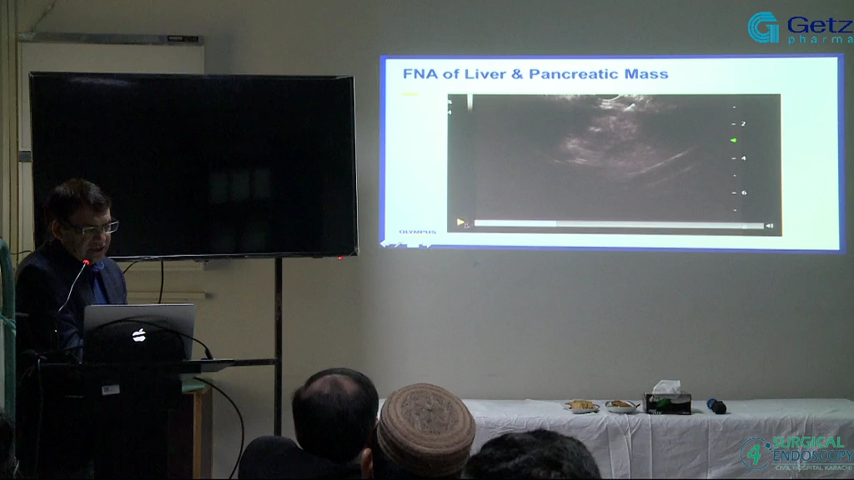 Getz
pharma
FNA of Liver & Pancreatic Mass
2
4
6
OLYMPUS
SURGICAL
ENDOSCOPY
CIVIL HOSPITAL KARACHI